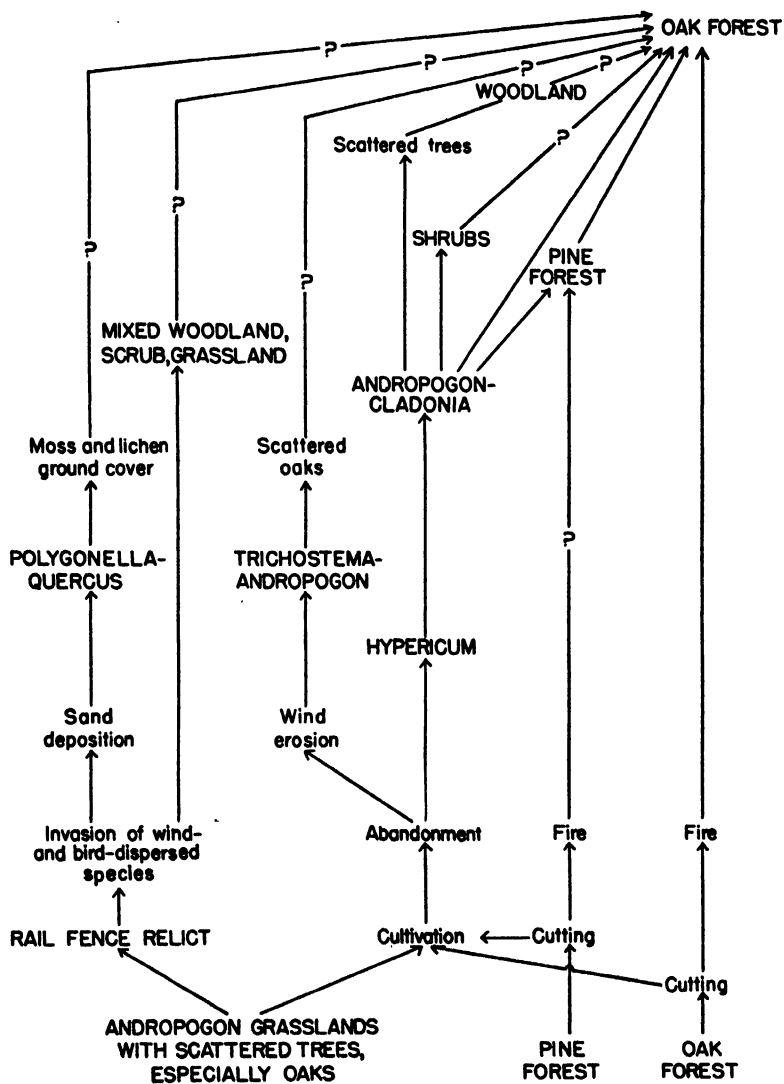 OAK FOREST
?
?
?
?
WOODLAND
Scattered trees
?
?
SHRUBS
?
PINE
FOREST
?
MIXED WOODLAND,
SCRUB, GRASSLAND
ANDROPOGON-
CLADONIA
Moss and lichen
ground cover
Scattered
oaks
?
POLYGONELLA-
QUERCUS
TRICHOSTEMA-
ANDROPOGON
HYPERICUM
Sand
deposition
Wind
erosion
Invasion of wind-
and bird-dispersed
species
Abandonment
Fire
Fire
RAIL FENCE RELICT
Cultivation
Cutting
Cutting
ANDROPOGON GRASSLANDS
WITH SCATTERED TREES,
ESPECIALLY OAKS
PINE
FOREST
OAK
FOREST